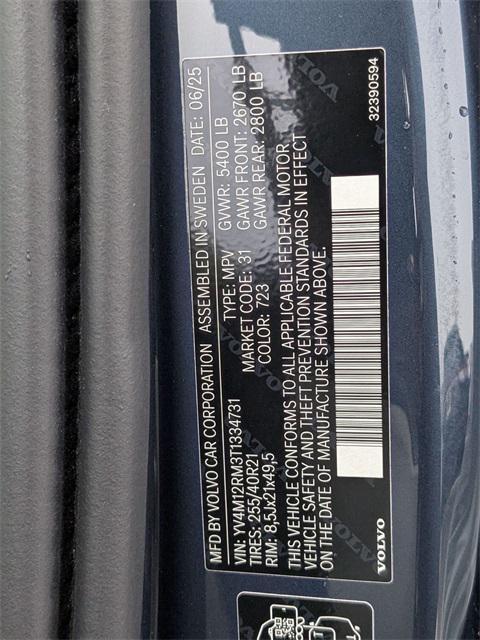 MFD BY VOLVO CAR CORPORATION ASSEMBLED IN SWEDEN DATE: 06/25
VIN: YV4M12RM3T1334731 TYPE: MPV GVWR: 5400 LB
TIRES: 255/40R21 MARKET CODE: 31 GAWR FRONT: 2670 LB
RIM: 8,5Jx21x49,5 COLOR: 723 GAWR REAR: 2800 LB
THIS VEHICLE CONFORMS TO ALL APPLICABLE FEDERAL MOTOR
VEHICLE SAFETY AND THEFT PREVENTION STANDARDS IN EFFECT
ON THE DATE OF MANUFACTURE SHOWN ABOVE.
VOLVO 32390594